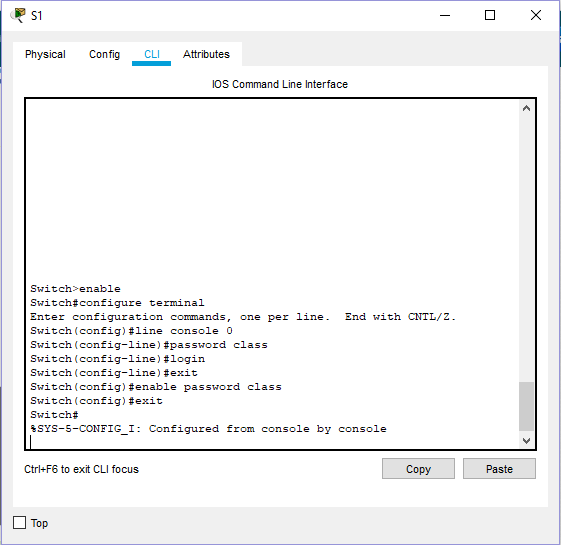 S1
Physical Config CLI Attributes
IOS Command Line Interface
Switch>enable
Switch#configure terminal
Enter configuration commands, one per line.  End with CNTL/Z.
Switch(config)#line console 0
Switch(config-line)#password class
Switch(config-line)#login
Switch(config-line)#exit
Switch(config)#enable password class
Switch(config)#exit
Switch#
%SYS-5-CONFIG_I: Configured from console by console
Ctrl+F6 to exit CLI focus
Copy Paste
Top